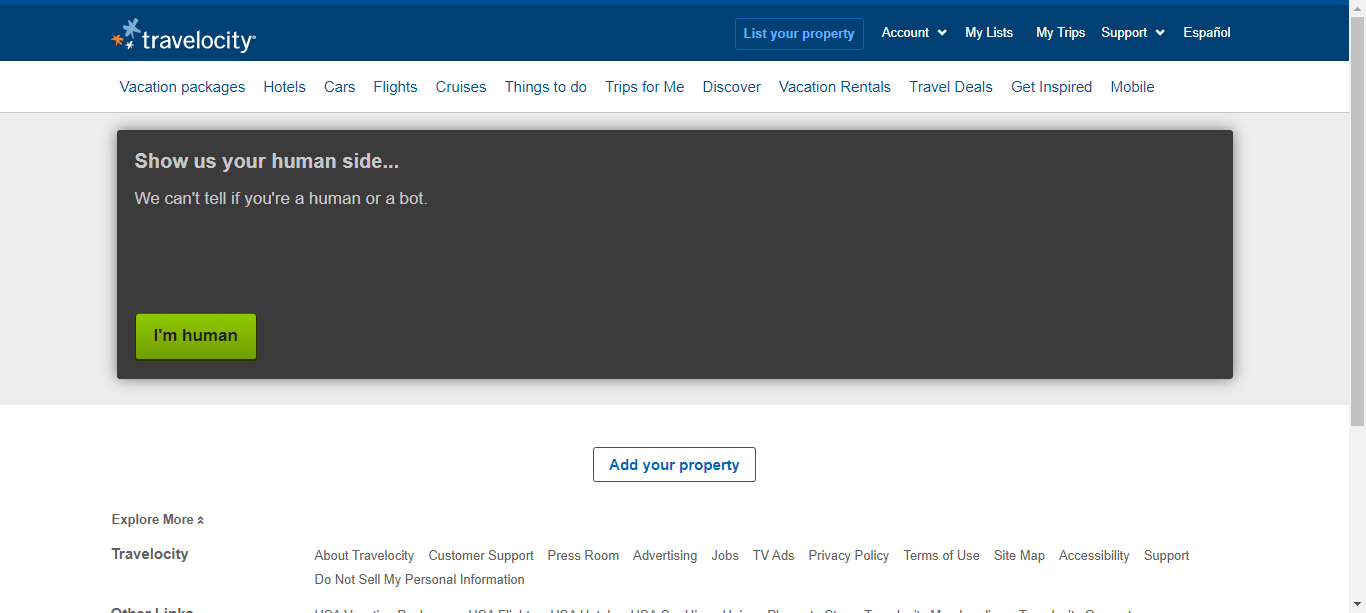 travelocity
List your property Account My Lists My Trips Support Español
Vacation packages Hotels Cars Flights Cruises Things to do Trips for Me Discover Vacation Rentals Travel Deals Get Inspired Mobile
Show us your human side...
We can't tell if you're a human or a bot.
I'm human
Add your property
Explore More
Travelocity About Travelocity Customer Support Press Room Advertising Jobs TV Ads Privacy Policy Terms of Use Site Map Accessibility Support
Do Not Sell My Personal Information
Other Links